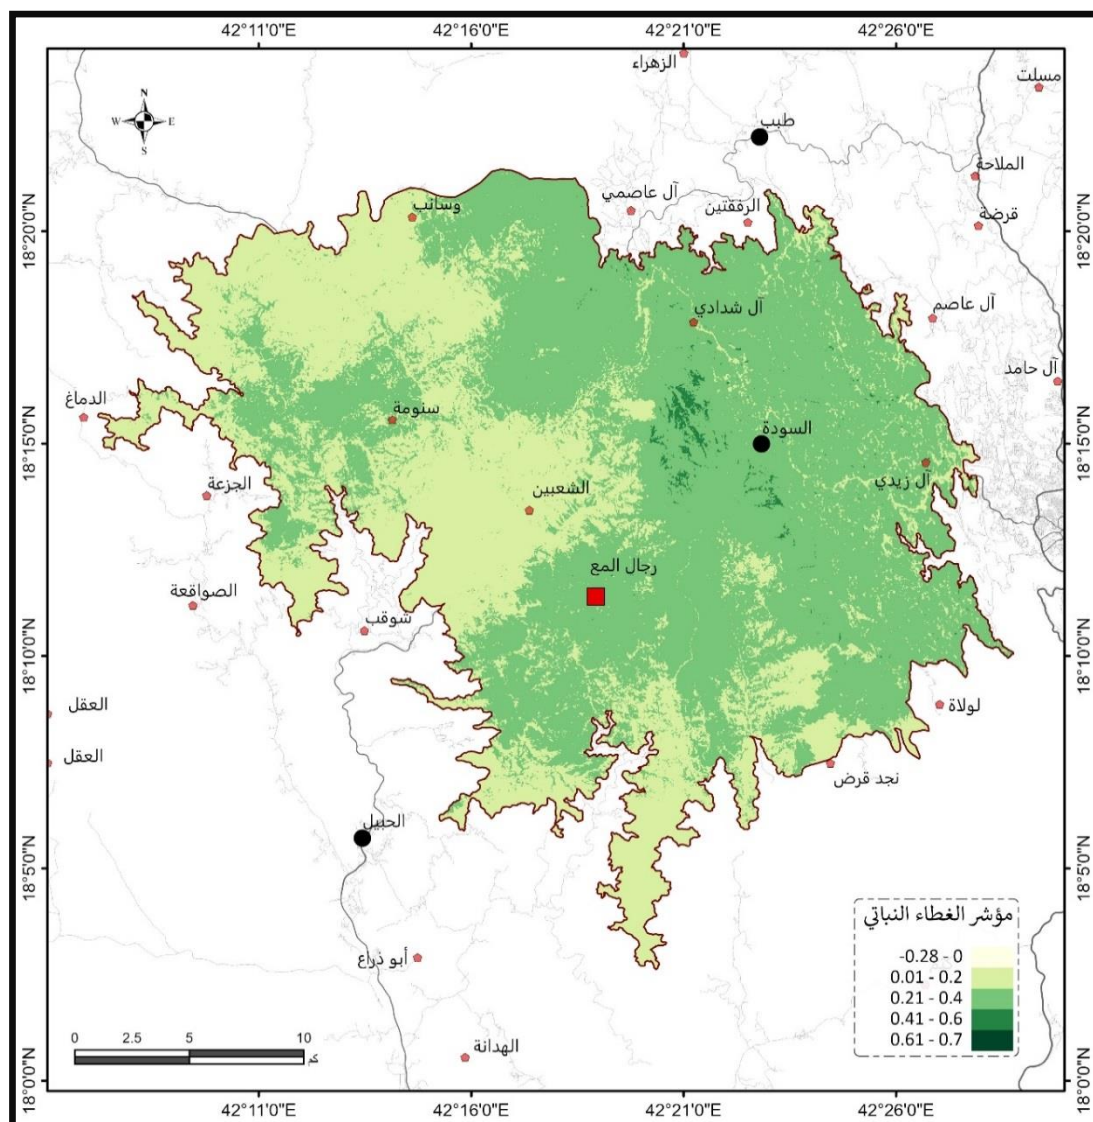 42°11'0"E
42°16'0"E
42°21'0"E
42°26'0"E
الزهراء
مسلت
N
W
E
S
طبب
الملاحة
آل عاصمي
وسانب
الرفقتين
قرضة
18°20'0"N
18°20'0"N
آل شدادي
آل عاصم
آل حامد
الدماغ
سنومة
السودة
18°15'0"N
18°15'0"N
الجزعة
الشعبين
آل زيدي
رجال المع
الصواقعة
شوقب
18°10'0"N
18°10'0"N
العقل
لولاة
العقل
نجد قرض
الحبيل
18°5'0"N
18°5'0"N
مؤشر الغطاء النباتي
-0.28 - 0
0.01 - 0.2
0.21 - 0.4
0.41 - 0.6
0.61 - 0.7
أبو ذراع
0
2.5
5
10
كم
الهدانة
18°0'0"N
18°0'0"N
42°11'0"E
42°16'0"E
42°21'0"E
42°26'0"E